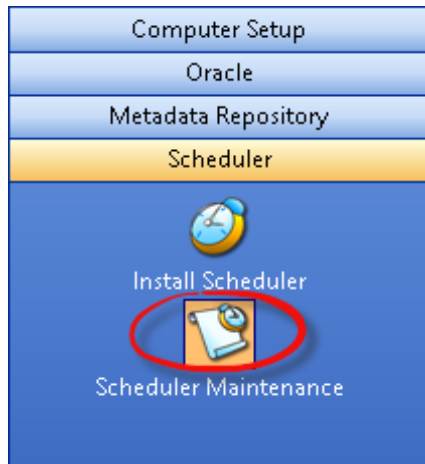 Computer Setup
Oracle
Metadata Repository
Scheduler
Install Scheduler
Scheduler Maintenance